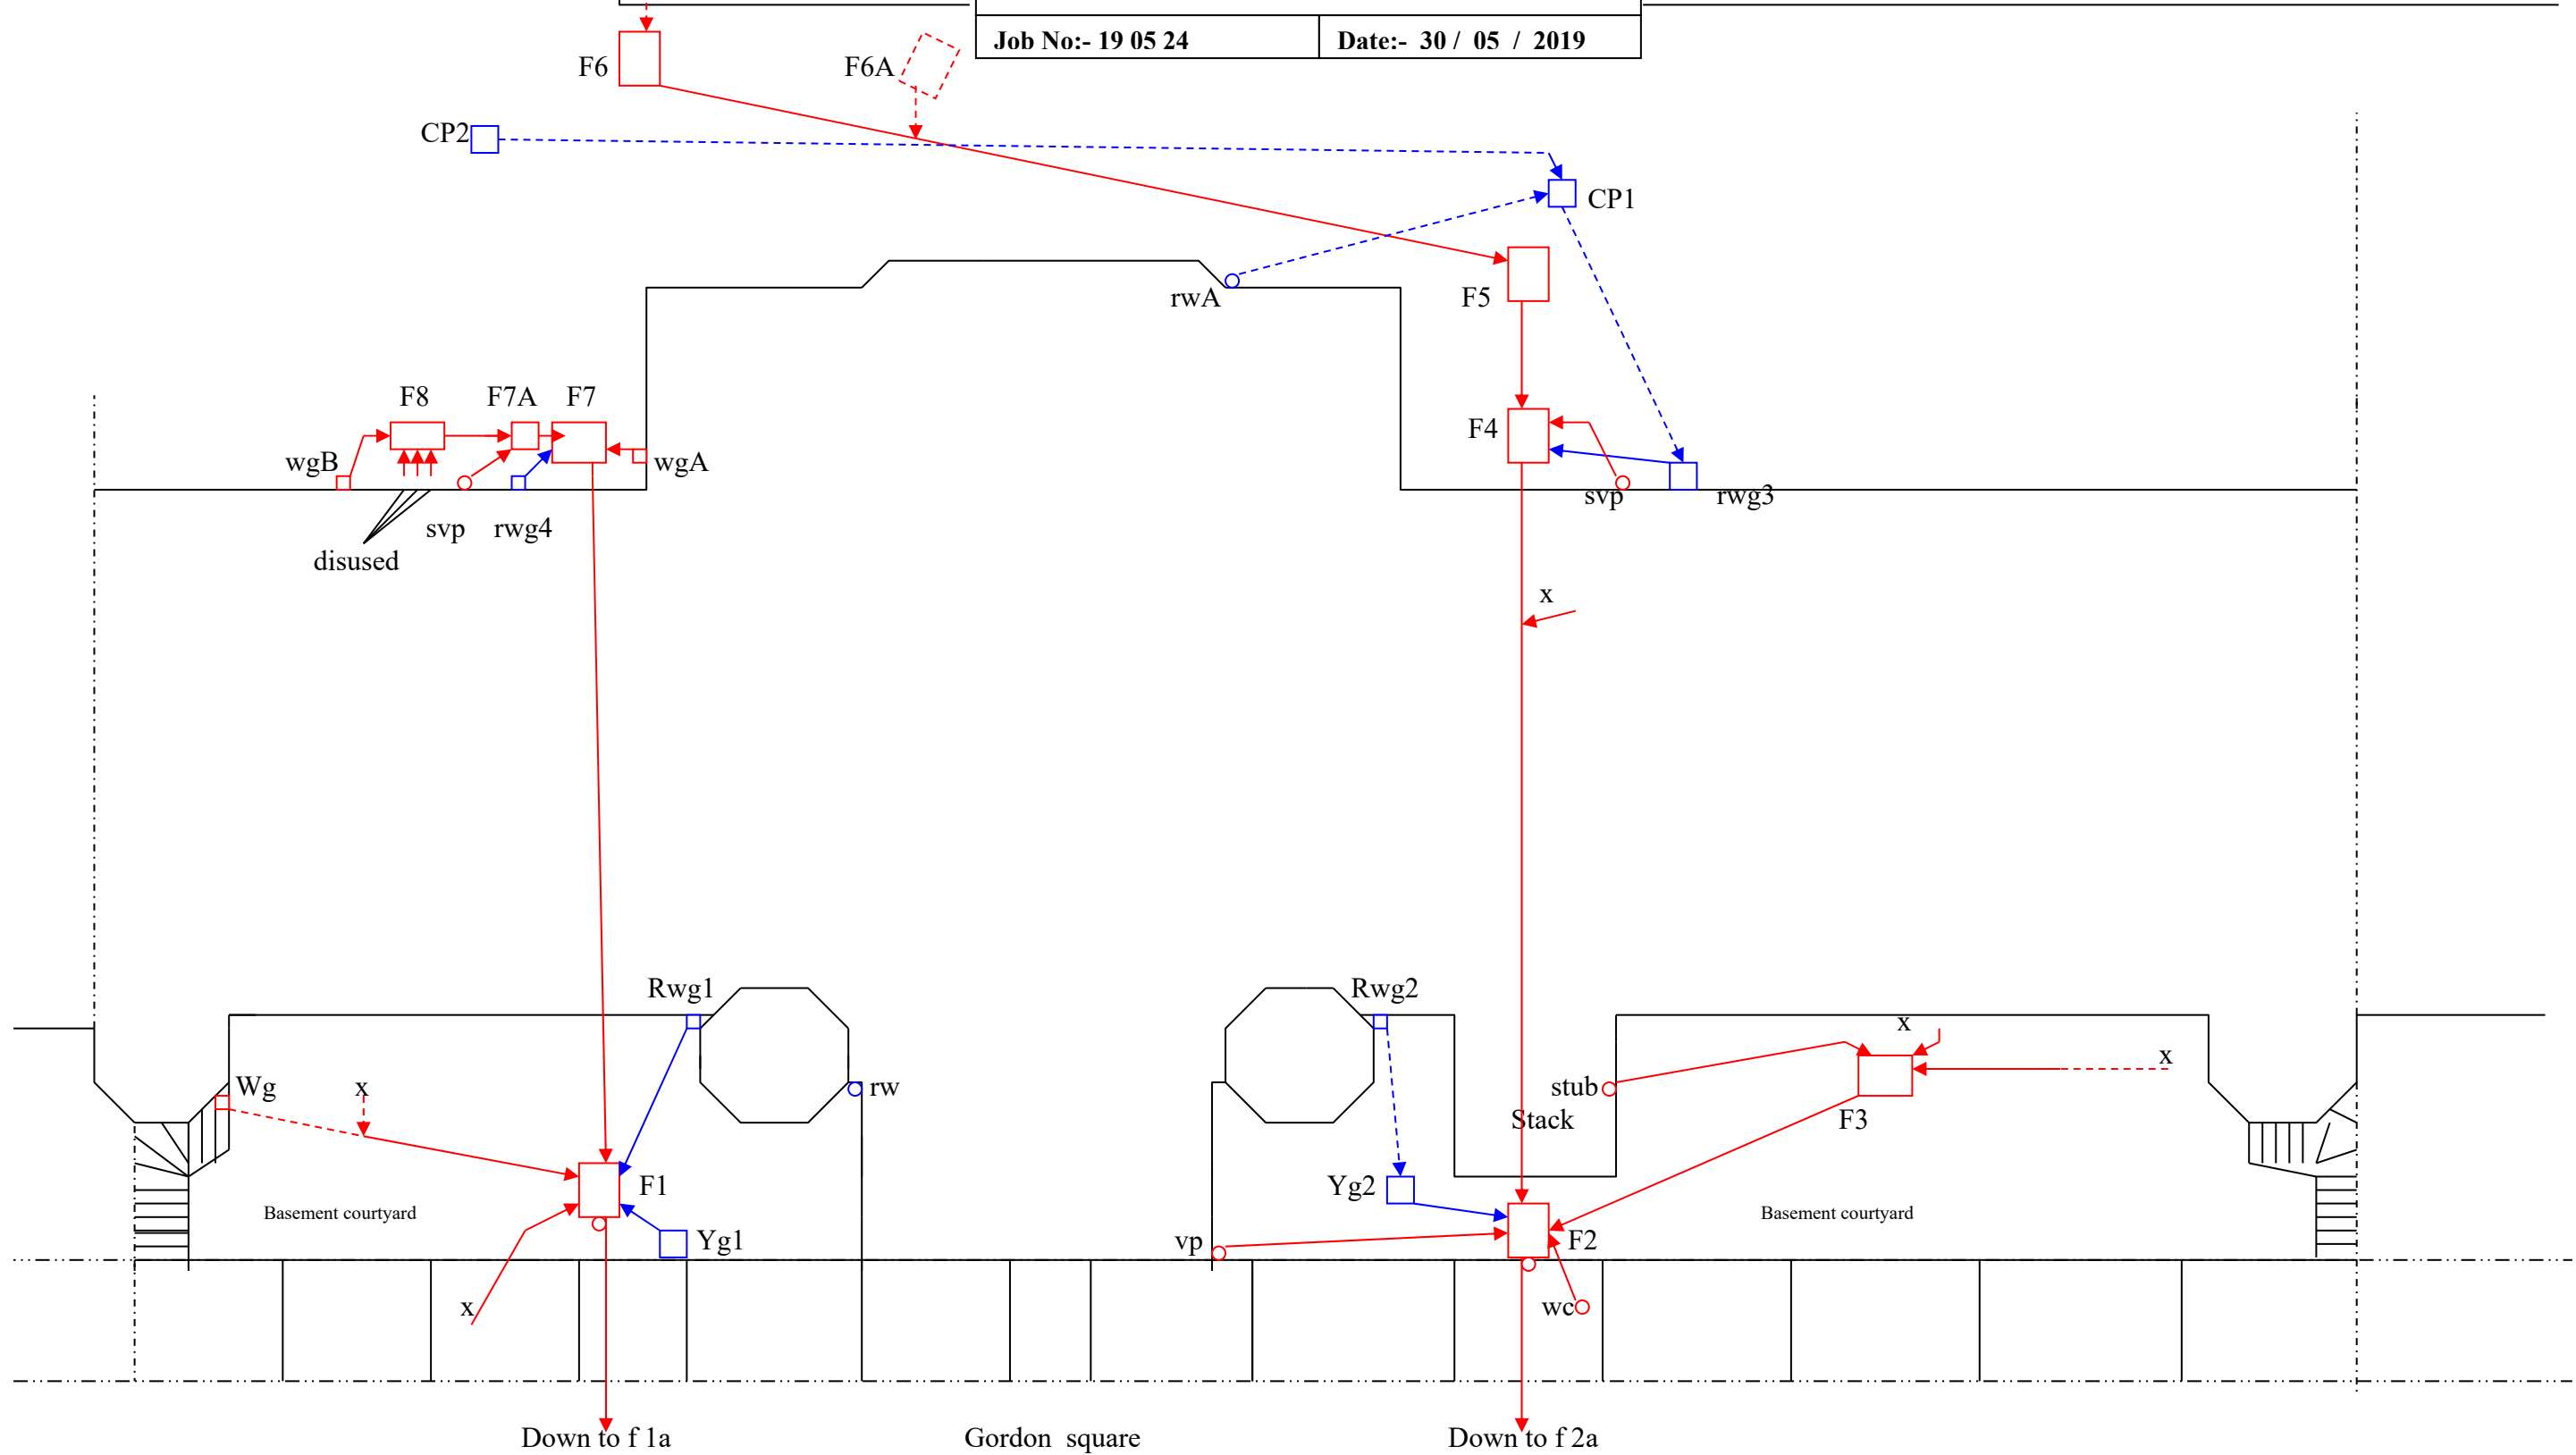 Job No:- 19 05 24
Date:- 30 / 05 / 2019
F6
F6A
CP2
CP1
rwA
F5
F8
F7A
F7
F4
wgB
wgA
svp
rwg3
svp
rwg4
disused
x
Rwg1
Rwg2
x
x
Wg
x
rw
stub
Stack
F3
F1
Yg2
Basement courtyard
Basement courtyard
Yg1
vp
F2
x
wc
Down to f 1a
Gordon square
Down to f 2a